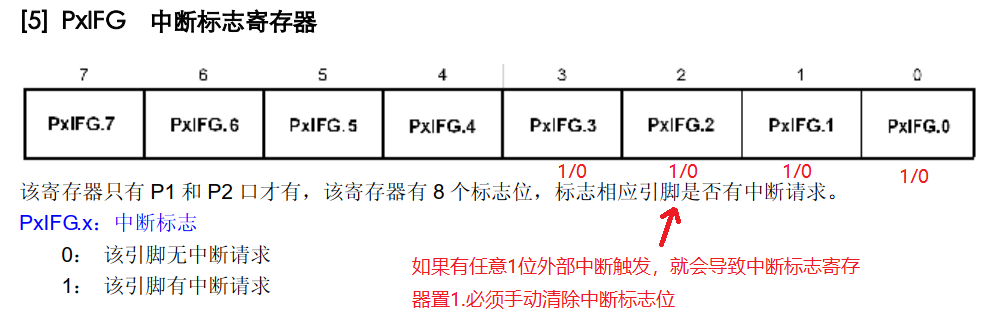 [5] PxIFG 中断标志寄存器
7 6 5 4 3 2 1 0
PxIFG.7 PxIFG.6 PxIFG.5 PxIFG.4 PxIFG.3 PxIFG.2 PxIFG.1 PxIFG.0
1/0 1/0 1/0 1/0
该寄存器只有 P1 和 P2 口才有，该寄存器有 8 个标志位，标志相应引脚是否有中断请求。
PxIFG.x：中断标志
0： 该引脚无中断请求
1： 该引脚有中断请求
如果有任意1位外部中断触发，就会导致中断标志寄存
器置1.必须手动清除中断标志位